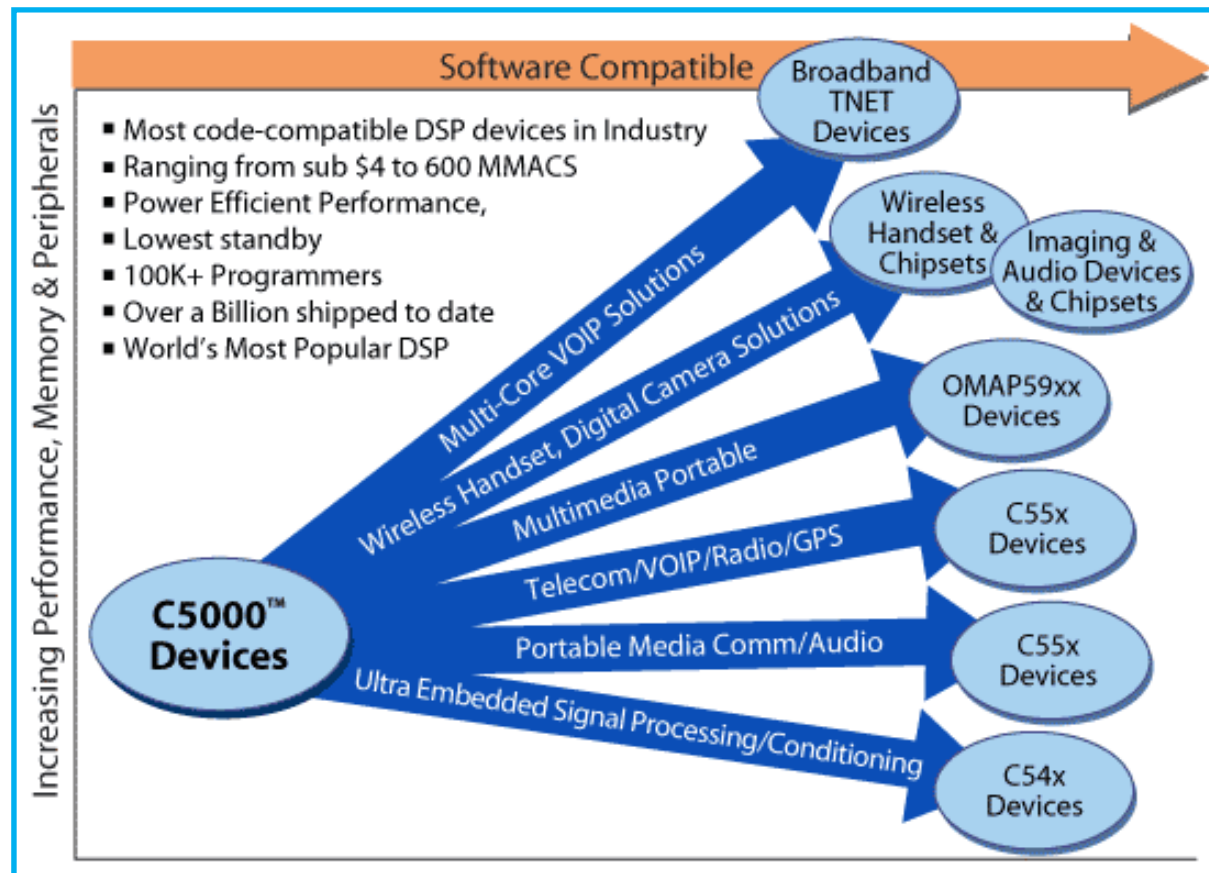 Software Compatible
Increasing Performance, Memory & Peripherals
▪ Most code-compatible DSP devices in Industry
▪ Ranging from sub $4 to 600 MMACS
▪ Power Efficient Performance,
▪ Lowest standby
▪ 100K+ Programmers
▪ Over a Billion shipped to date
▪ World's Most Popular DSP
Broadband
TNET
Devices
Wireless
Handset &
Chipsets
Imaging &
Audio Devices
& Chipsets
OMAP59xx
Devices
C55x
Devices
C55x
Devices
C54x
Devices
Multi-Core VOIP Solutions
Wireless Handset, Digital Camera Solutions
Multimedia Portable
Telecom/VOIP/Radio/GPS
Portable Media Comm/Audio
Ultra Embedded Signal Processing/Conditioning
C5000™
Devices